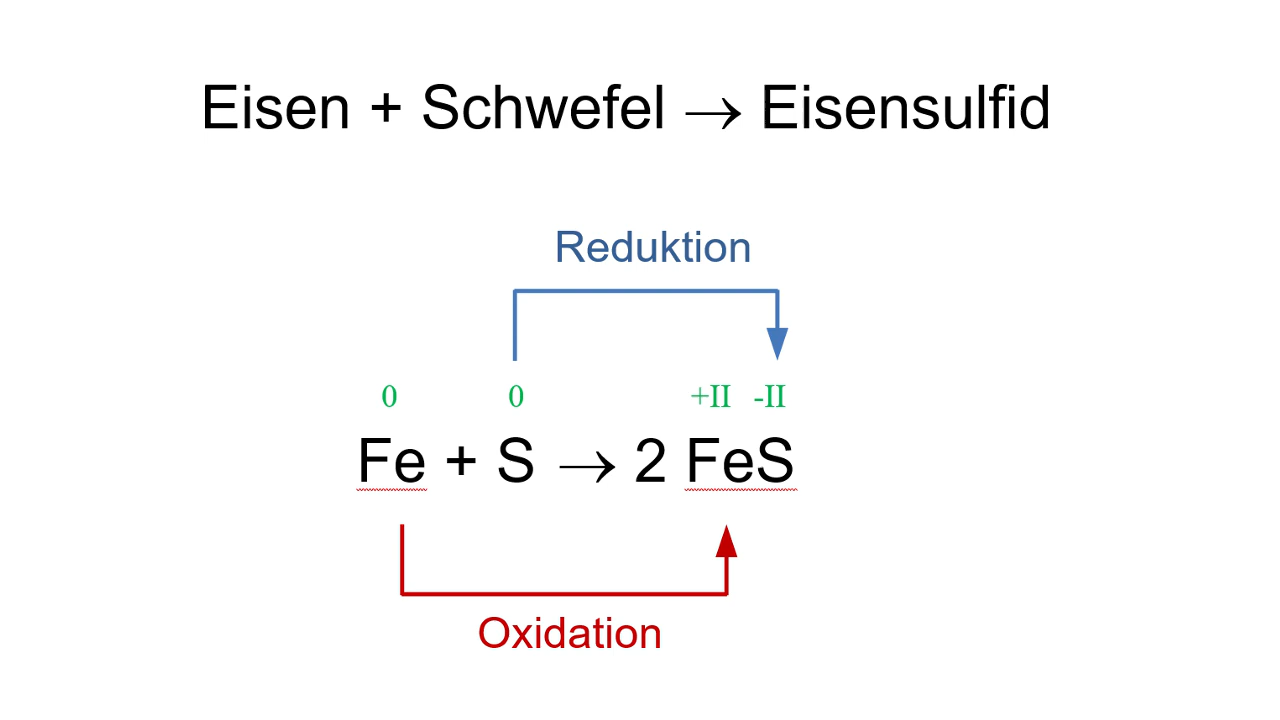 Eisen + Schwefel → Eisensulfid
Reduktion
0 0 +II -II
Fe + S → 2 FeS
Oxidation